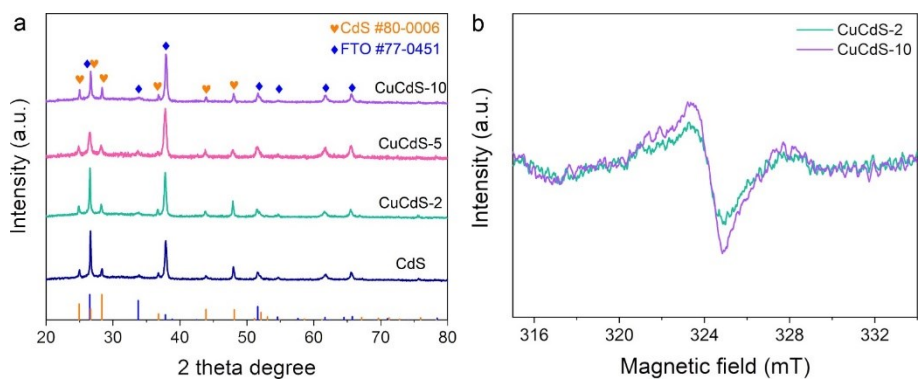 a
♥CdS #80-0006
♦FTO #77-0451
CuCdS-10
CuCdS-5
CuCdS-2
CdS
Intensity (a.u.)
20 30 40 50 60 70 80
2 theta degree
b
CuCdS-2
CuCdS-10
Intensity (a.u.)
316 320 324 328 332
Magnetic field (mT)